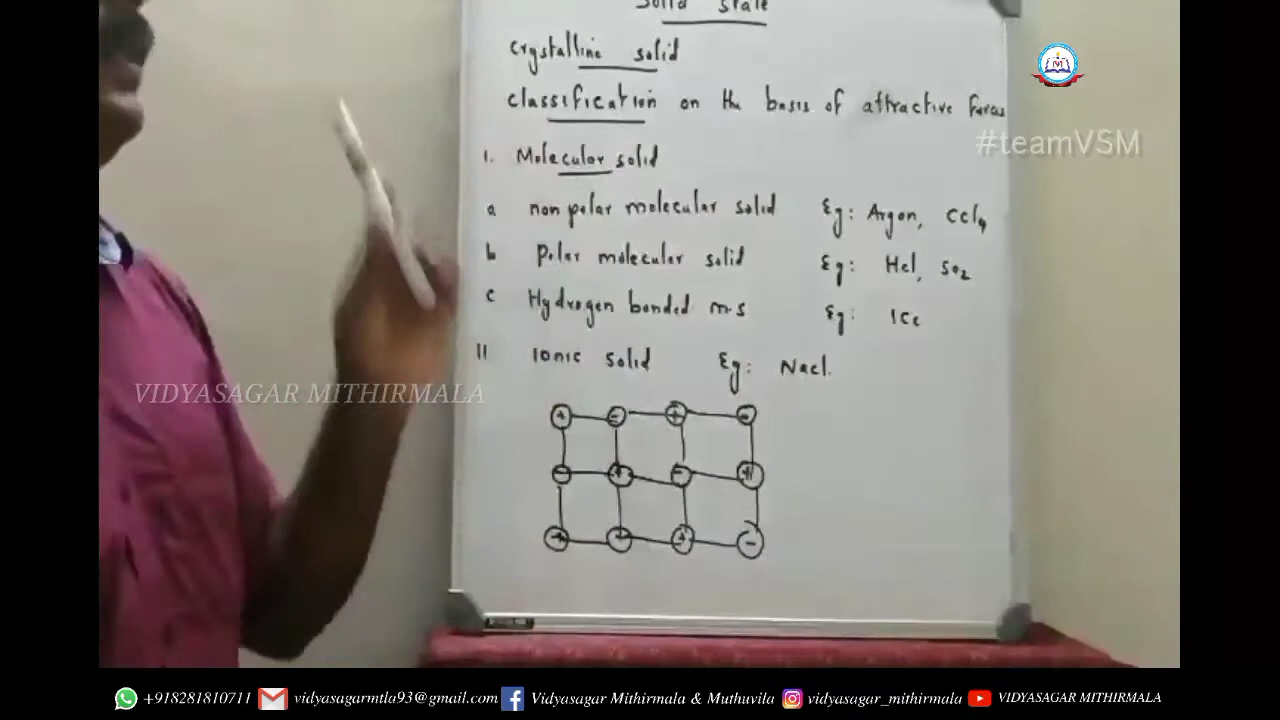 Solid state
Crystalline solid
classification on the basis of attractive forces
#teamVSM
1. Molecular solid
a non polar molecular solid Eg: Argon, CCl4
b Polar molecular solid Eg: Hcl, SO2
c Hydrogen bonded m.s Eg: Ice
II Ionic solid Eg: Nacl.
VIDYASAGAR MITHIRMALA
+ - + -
- + - +
+ - + -
+918281810711 vidyasagarmtla93@gmail.com Vidyasagar Mithirmala & Muthuvila vidyasagar_mithirmala VIDYASAGAR MITHIRMALA